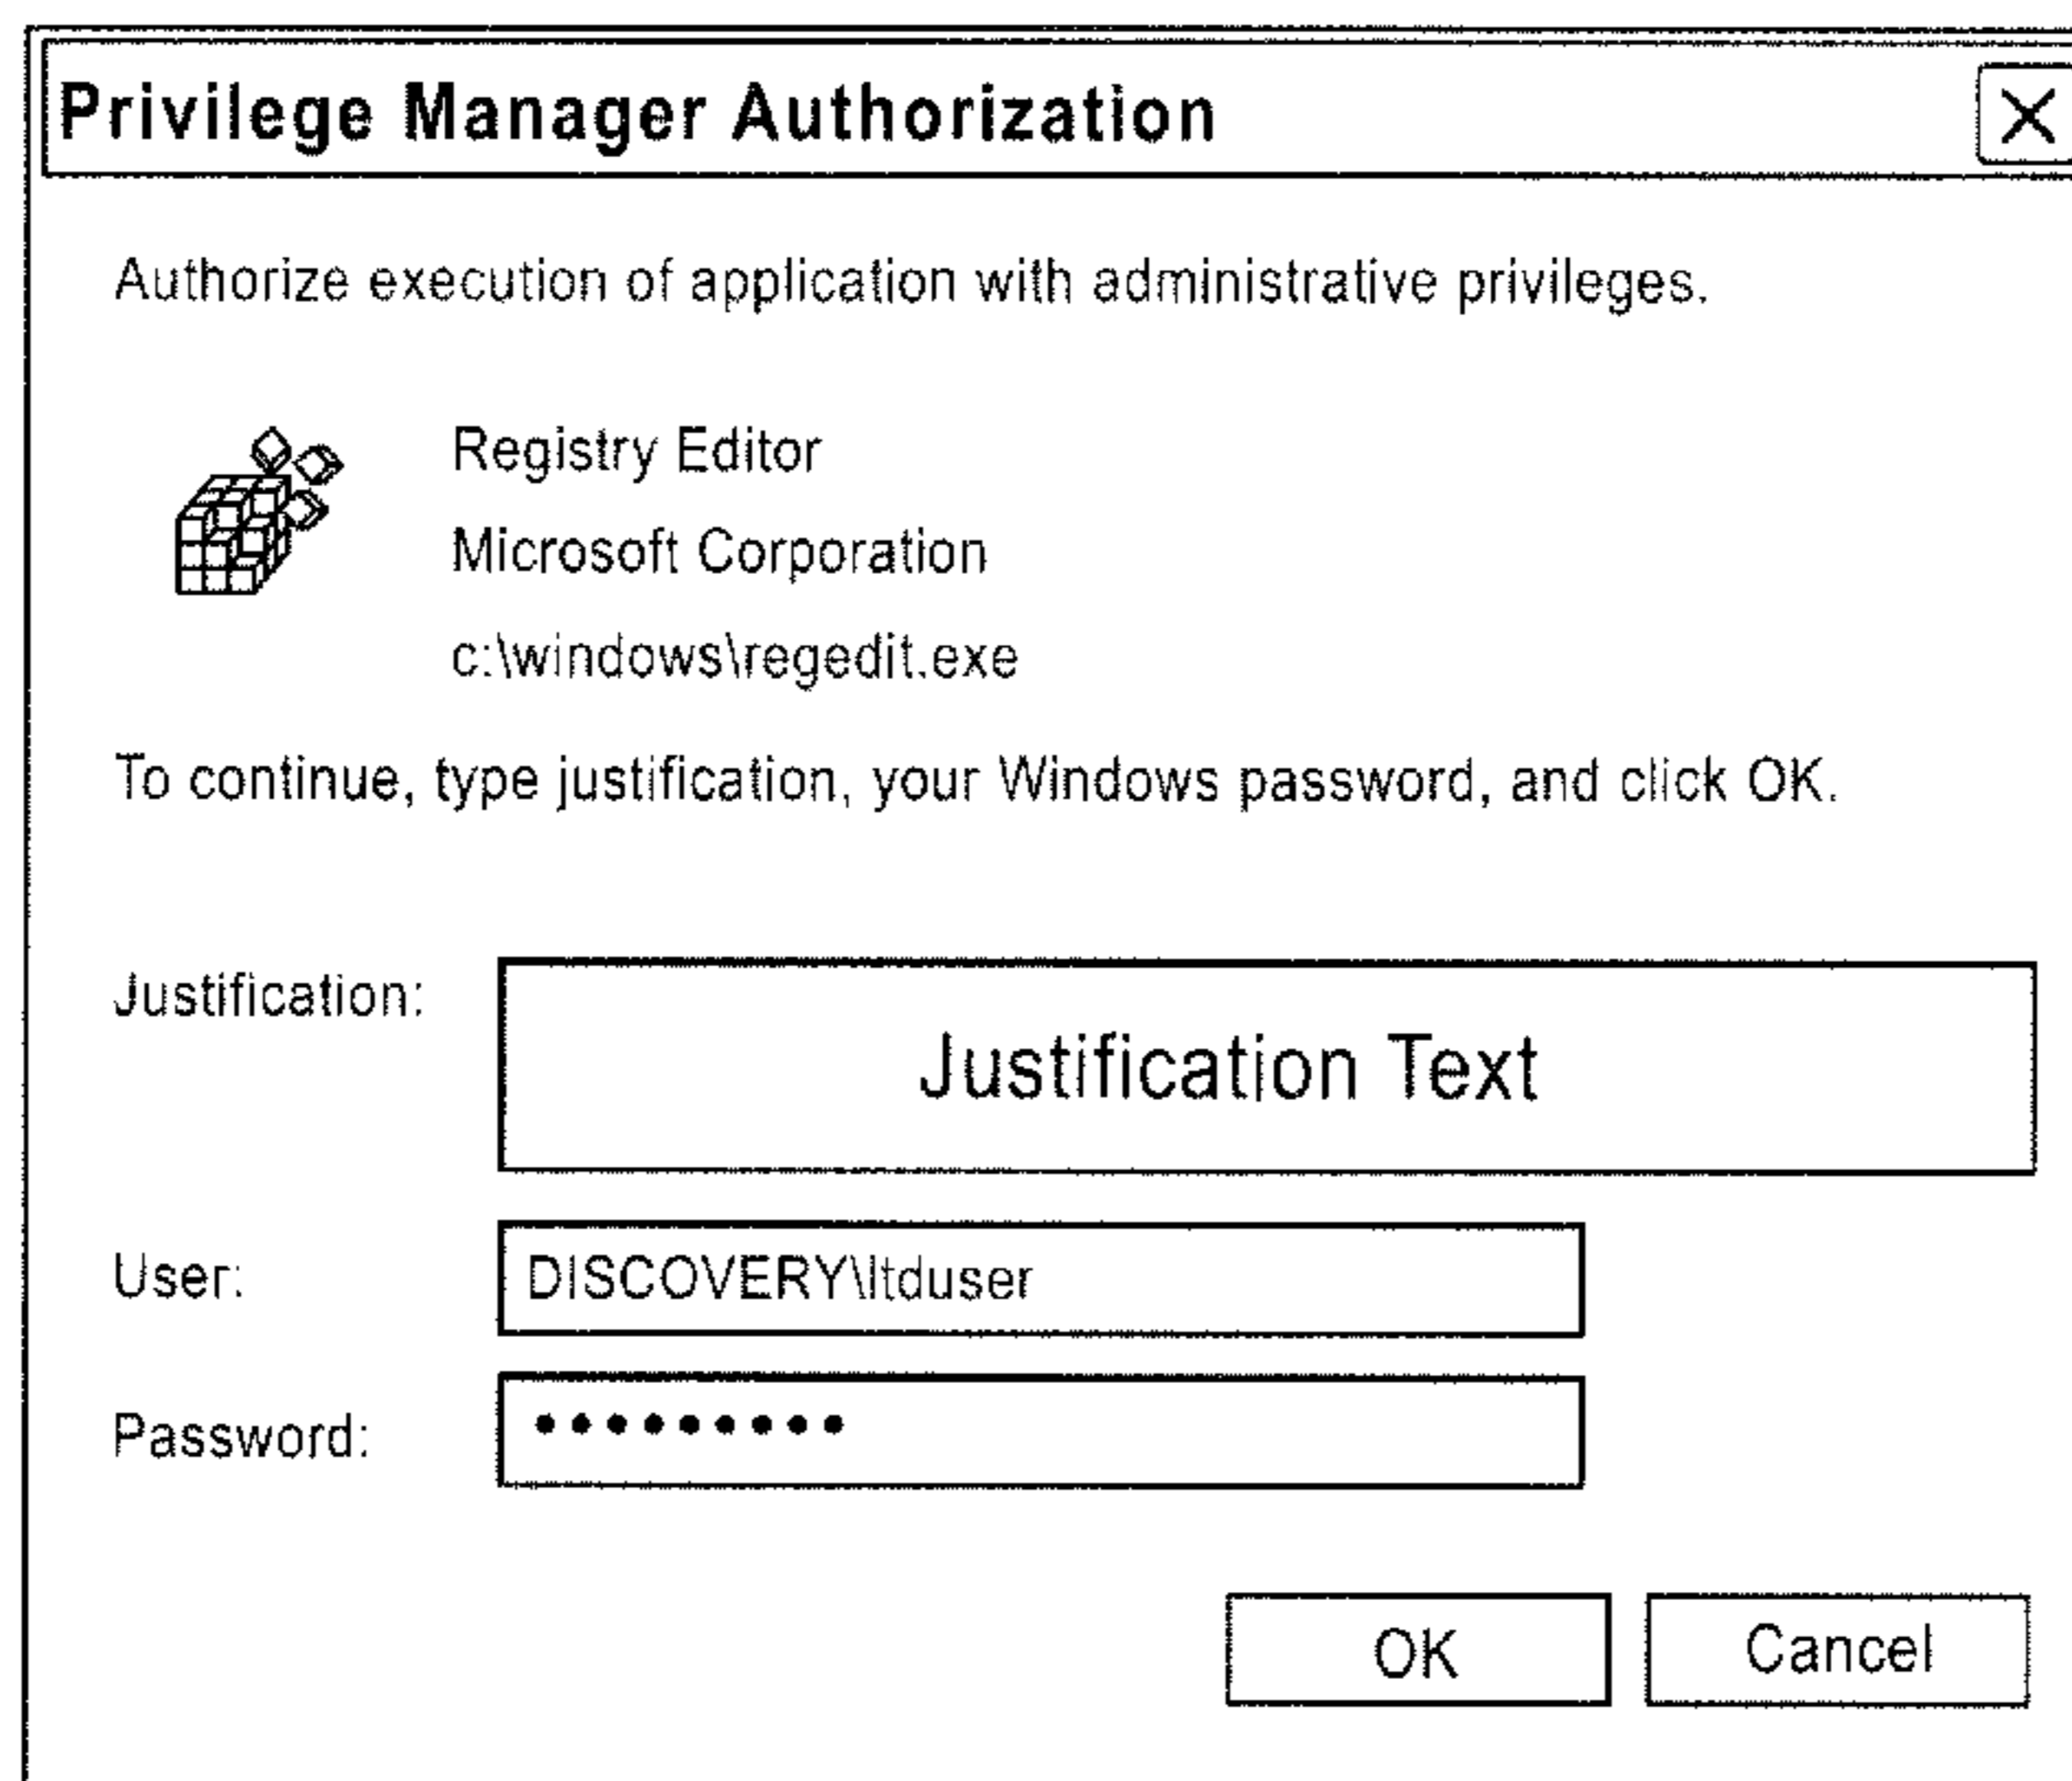 Privilege Manager Authorization
Authorize execution of application with administrative privileges.
Registry Editor
Microsoft Corporation
c:\windows\regedit.exe
To continue, type justification, your Windows password, and click OK.
Justification:
Justification Text
User:
DISCOVERY\ltduser
Password:
•••••••••
OK
Cancel